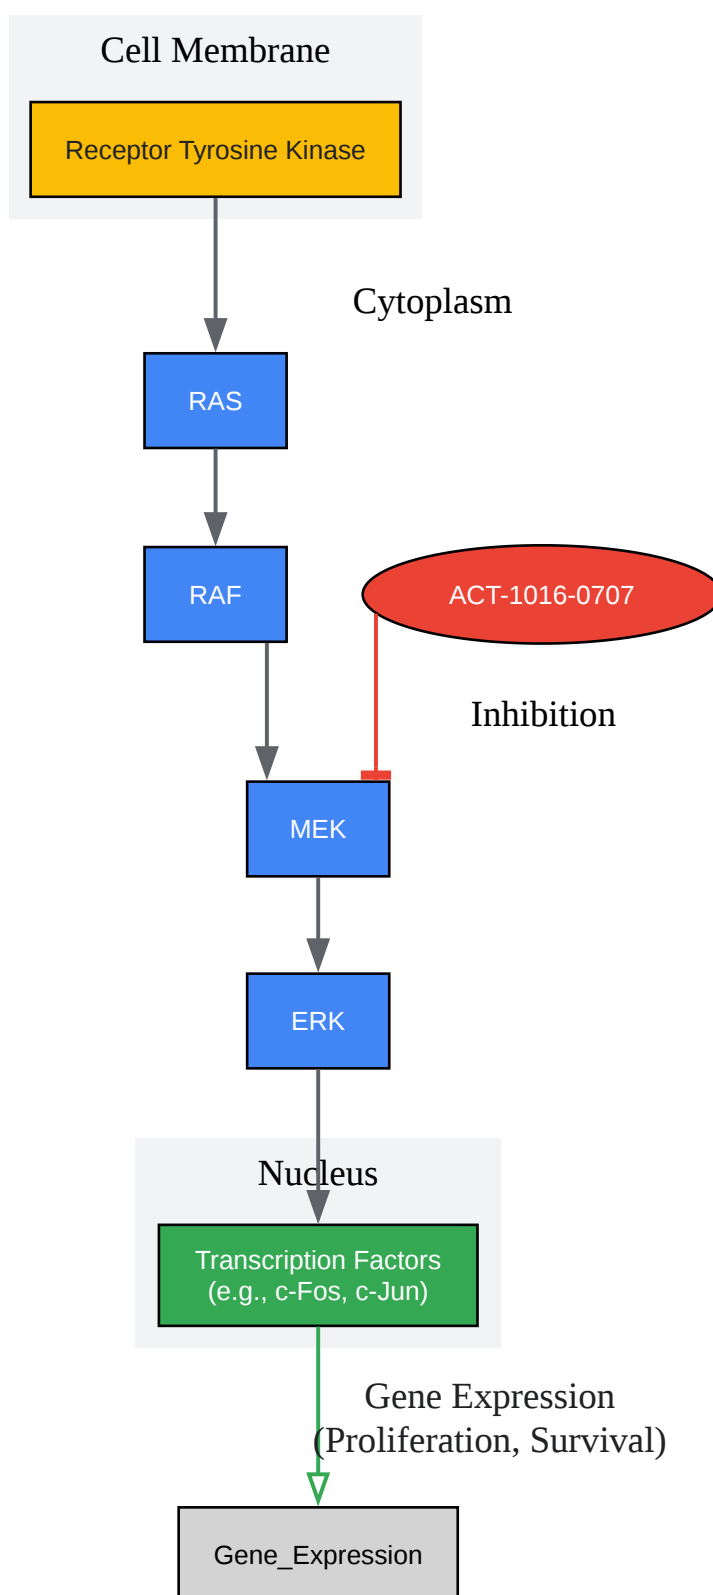 Cell Membrane
Receptor Tyrosine Kinase
Cytoplasm
RAS
RAF
ACT-1016-0707
Inhibition
MEK
ERK
Nucleus
Transcription Factors
(e.g., c-Fos, c-Jun)
Gene Expression
(Proliferation, Survival)
Gene_Expression